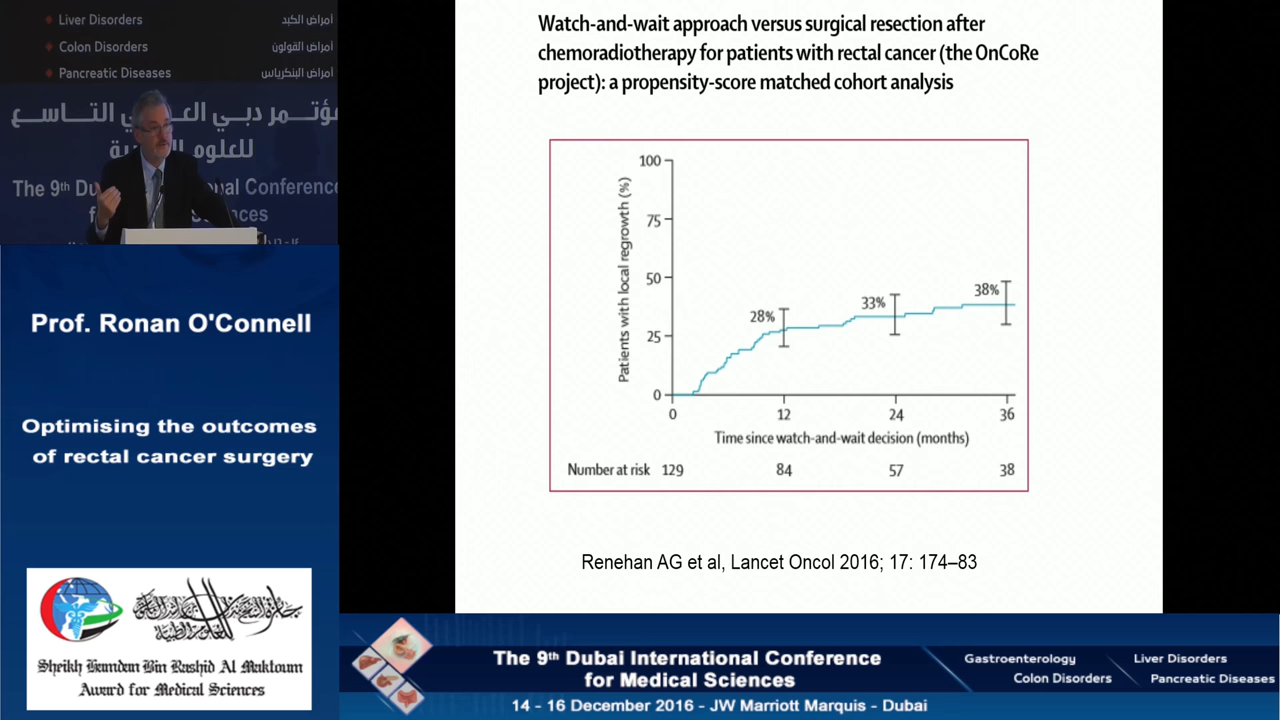 Liver Disorders
أمراض الكبد
Colon Disorders
أمراض القولون
Pancreatic Diseases
أمراض البنكرياس
التاسع
The 9th Du
nal Conference
Prof. Ronan O'Connell
Optimising the outcomes
of rectal cancer surgery
Sheikh Hamdan Bin Rashid Al Maktoum
Award for Medical Sciences
Watch-and-wait approach versus surgical resection after
chemoradiotherapy for patients with rectal cancer (the OnCoRe
project): a propensity-score matched cohort analysis
Patients with local regrowth (%)
100
75
50
25
0
28%
33%
38%
0 12 24 36
Time since watch-and-wait decision (months)
Number at risk 129 84 57 38
Renehan AG et al, Lancet Oncol 2016; 17: 174–83
The 9th Dubai International Conference
for Medical Sciences
14 - 16 December 2016 - JW Marriott Marquis - Dubai
Gastroenterology
Liver Disorders
Colon Disorders
Pancreatic Diseases